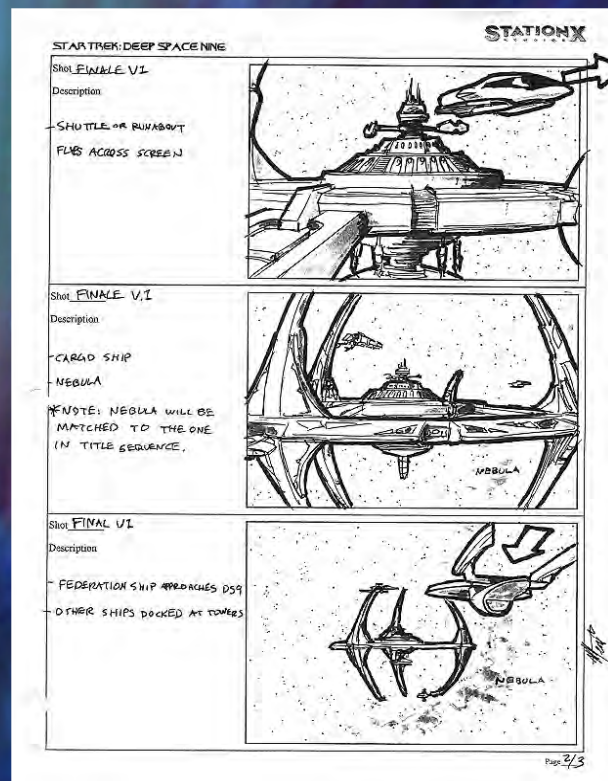 STATION X
STUDIOS
STAR TREK: DEEP SPACE NINE
Shot FINALE V1
Description
- SHUTTLE OR RUNABOUT
FLIES ACROSS SCREEN
Shot FINALE V.1
Description
- CARGO SHIP
- NEBULA
*NOTE: NEBULA WILL BE
MATCHED TO THE ONE
IN TITLE SEQUENCE.
NEBULA
Shot FINAL V1
Description
- FEDERATION SHIP APPROACHES DS9
- OTHER SHIPS DOCKED AT TOWERS
NEBULA
Page 2/3